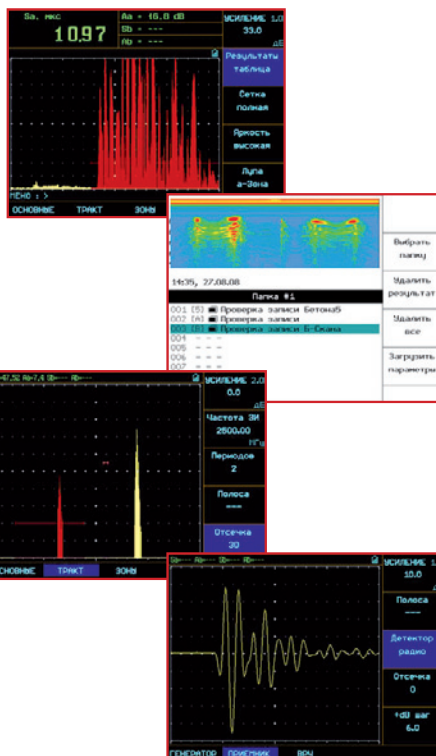 Sa, мкс
10,97
Aa = 16,0 dB
Sb = ---
Ab = ---
УСИЛЕНИЕ 1.0
33.0
дБ
Результаты
таблица
Сетка
полная
Яркость
высокая
Лупа
а-Зона
МЕНЮ : >
ОСНОВНЫЕ ТРАКТ ЗОНЫ
14:35, 27.08.08
Папка #1
001 [5] Проверка записи Бетона5
002 [A] Проверка записи
003 [B] Проверка записи Б-Скана
004 - - -
005 - - -
006 - - -
007 - - -
Выбрать
папку
Удалить
результат
Удалить
все
Загрузить
параметры
УСИЛЕНИЕ 2.0
0.0
дБ
Частота ЗИ
2500.00
Периодов
2
Полоса
---
Отсечка
30
СНОВНЫЕ ТРАКТ ЗОНЫ
УСИЛЕНИЕ 1.
10.0
Полоса
---
Детектор
радио
Отсечка
0
+dB шаг
6.0
ГЕНЕРАТОР ПРИЕМНИК ВРЧ